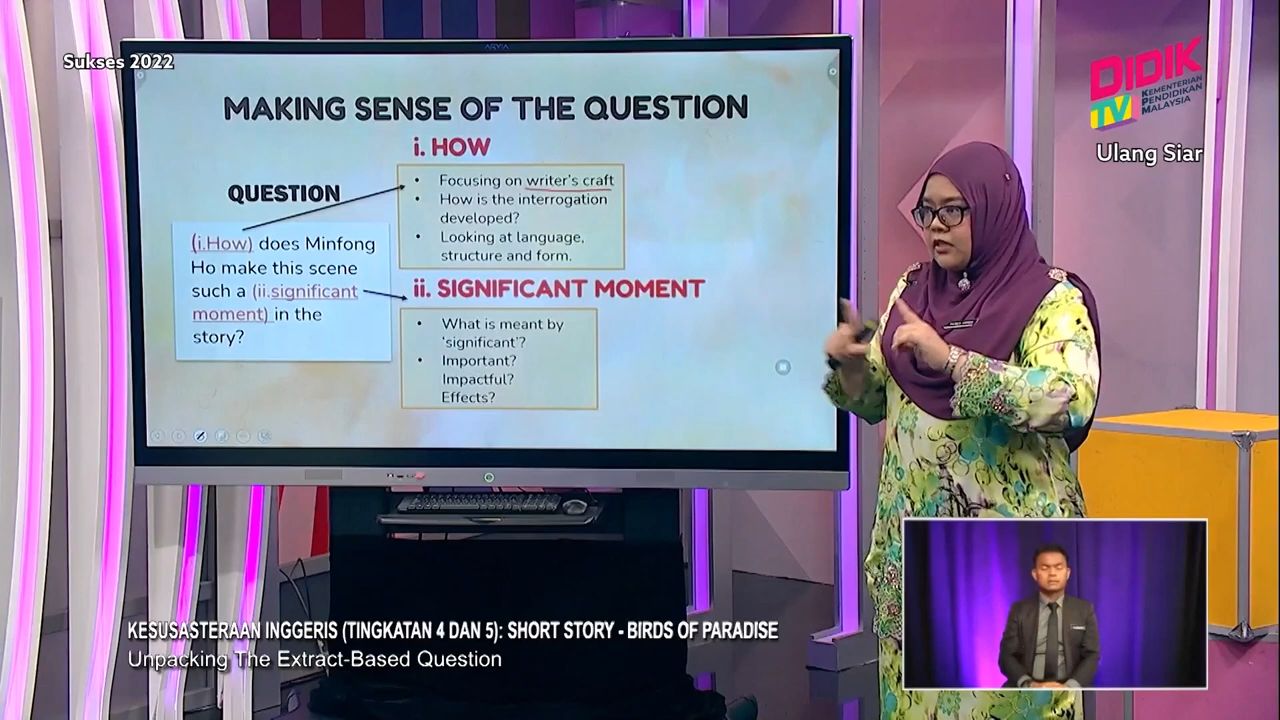 Sukses 2022
DIDIK
TV
KEMENTERIAN
PENDIDIKAN
MALAYSIA
Ulang Siar
MAKING SENSE OF THE QUESTION
QUESTION
(i.How) does Minfong
Ho make this scene
such a (ii.significant
moment) in the
story?
i. HOW
• Focusing on writer's craft
• How is the interrogation
developed?
• Looking at language,
structure and form.
ii. SIGNIFICANT MOMENT
• What is meant by
'significant'?
• Important?
Impactful?
Effects?
KESUSASTERAAN INGGERIS (TINGKATAN 4 DAN 5): SHORT STORY - BIRDS OF PARADISE
Unpacking The Extract-Based Question